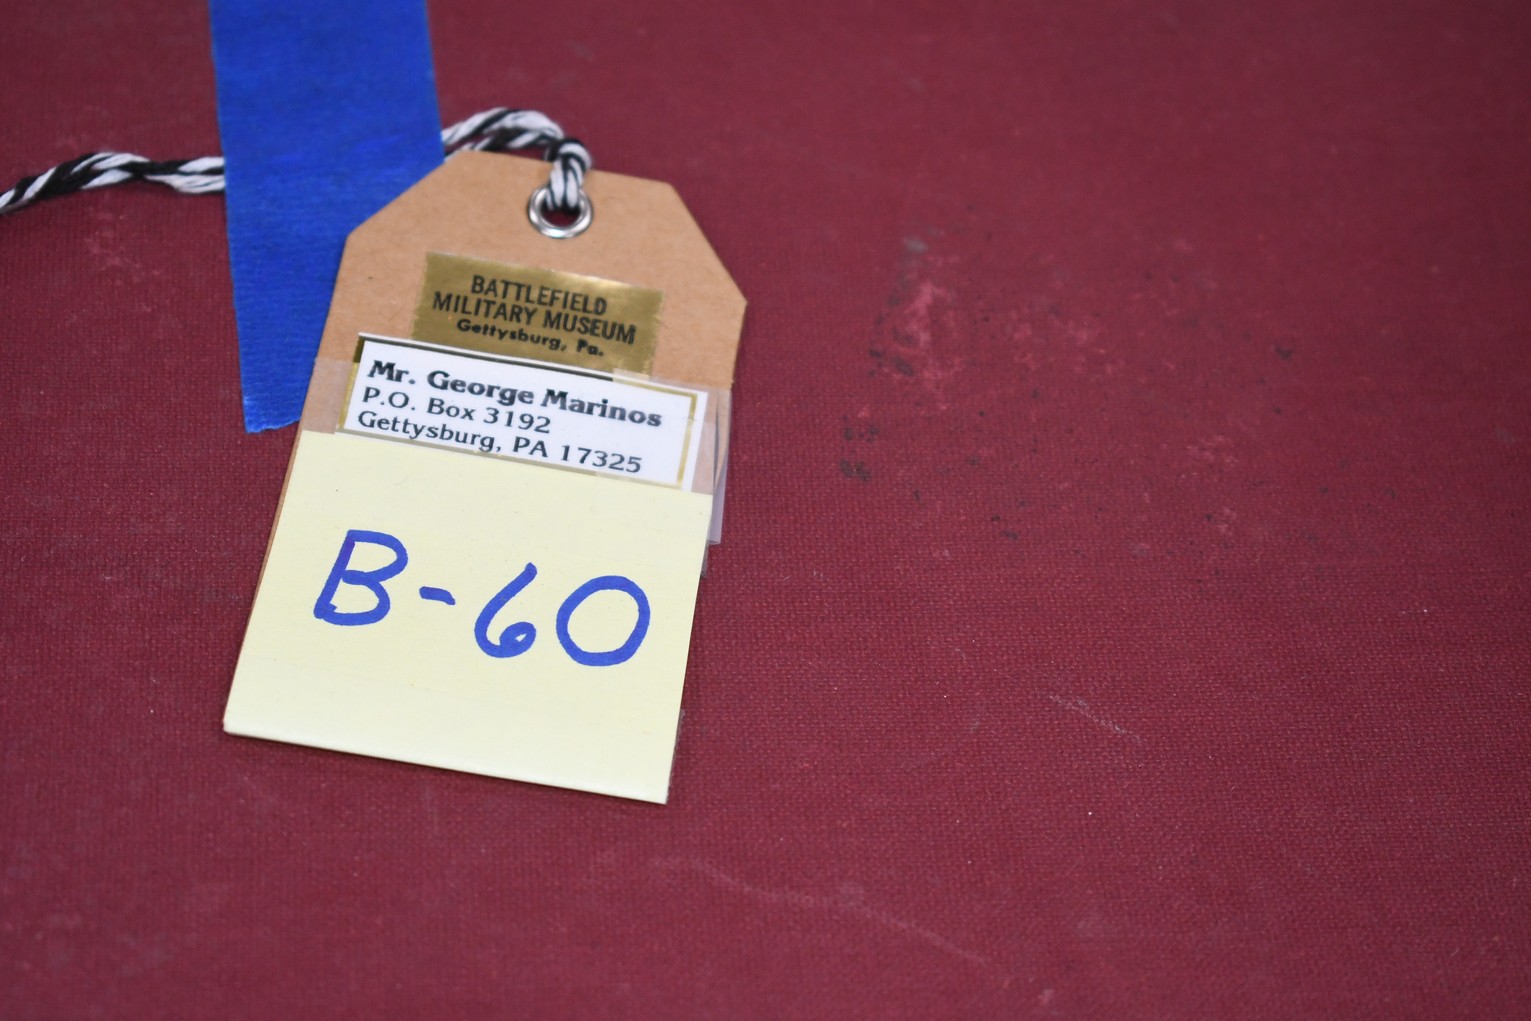 BATTLEFIELD
MILITARY MUSEUM
Gettysburg, Pa.
Mr. George Marinos
P.O. Box 3192
Gettysburg, PA 17325
B-60